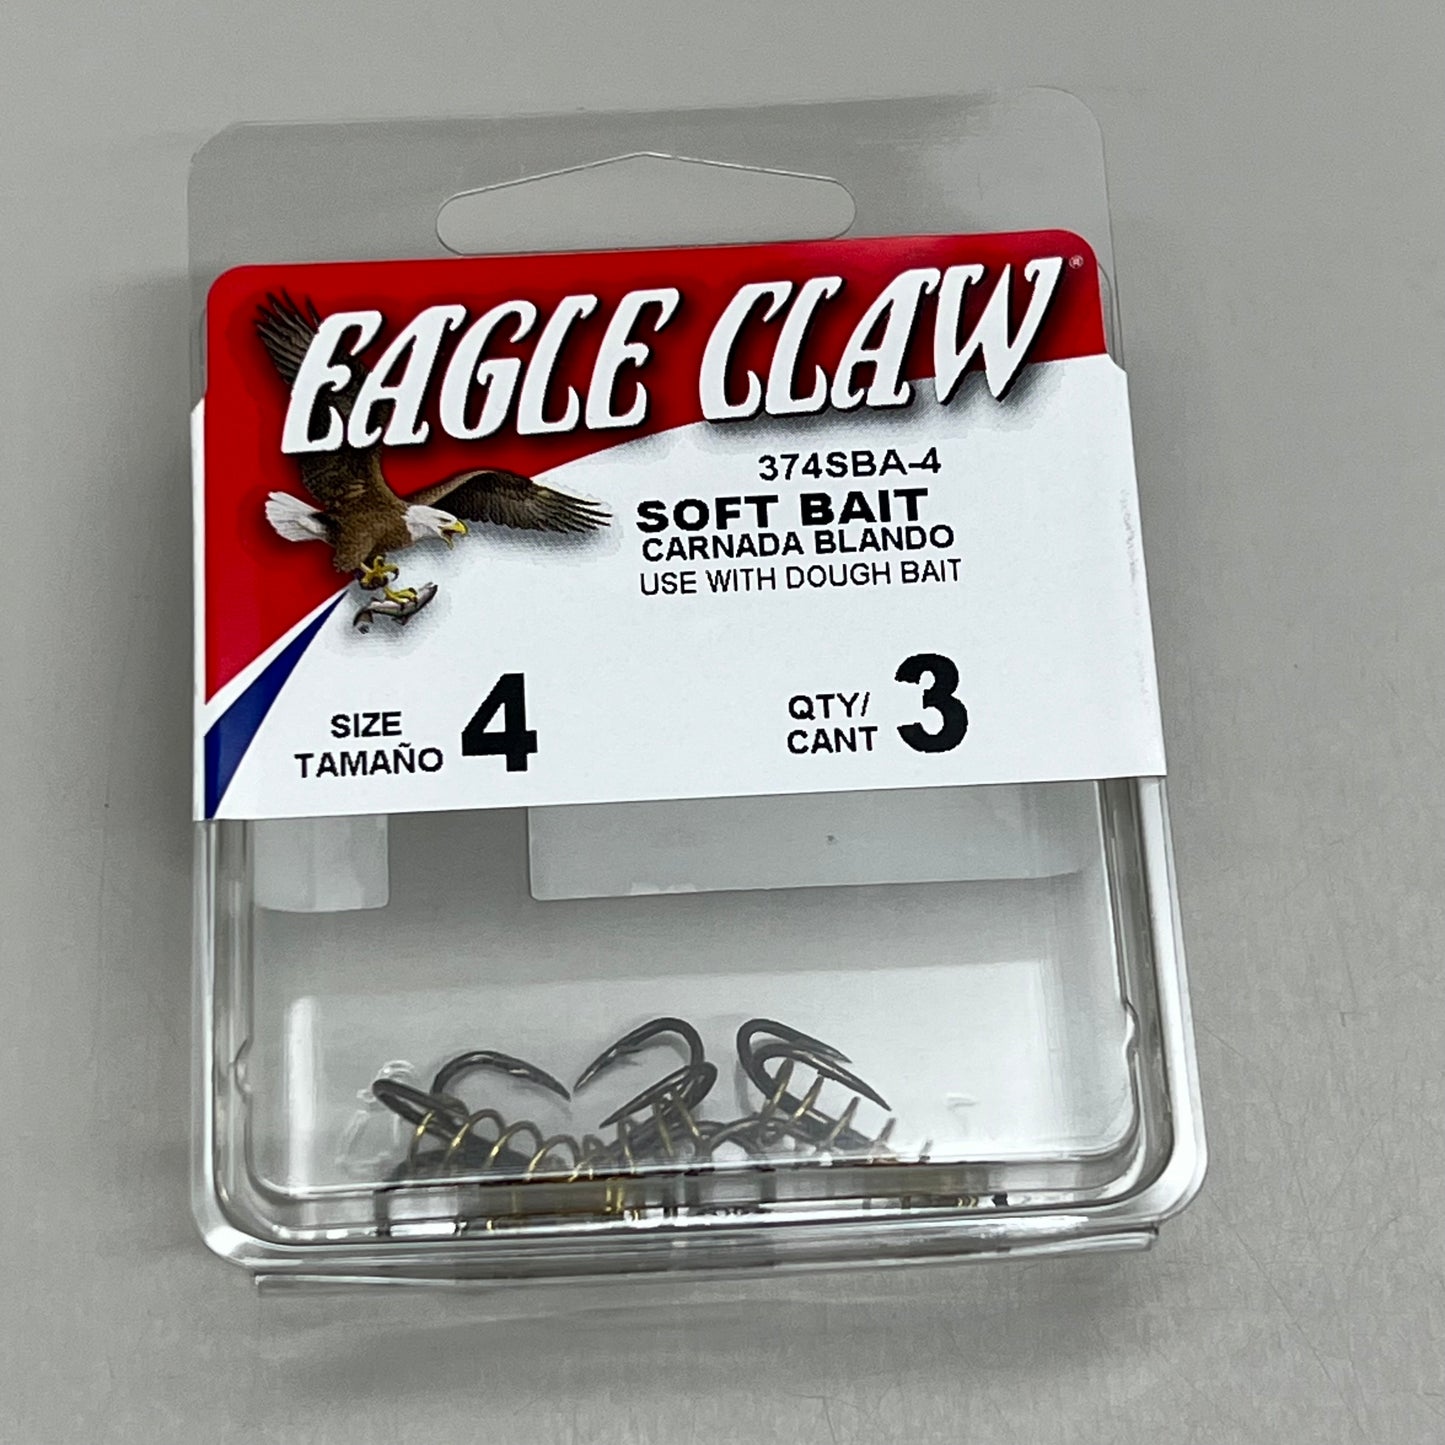 EAGLE CLAW®
374SBA-4
SOFT BAIT
CARNADA BLANDO
USE WITH DOUGH BAIT
SIZE
TAMAÑO 4
QTY/
CANT 3